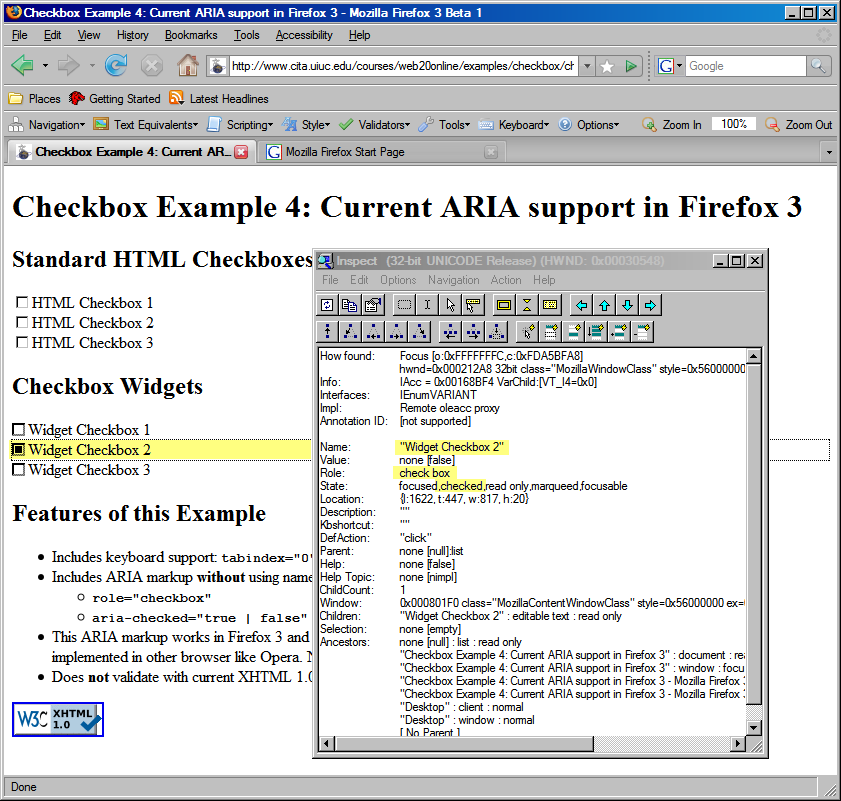 Checkbox Example 4: Current ARIA support in Firefox 3 - Mozilla Firefox 3 Beta 1
File Edit View History Bookmarks Tools Accessibility Help
http://www.cita.uiuc.edu/courses/web20online/examples/checkbox/ch
G Google
Places Getting Started Latest Headlines
Navigation Text Equivalents Scripting Style Validators Tools Keyboard Options Zoom In 100% Zoom Out
Checkbox Example 4: Current AR... Mozilla Firefox Start Page
Checkbox Example 4: Current ARIA support in Firefox 3
Standard HTML Checkboxes
HTML Checkbox 1
HTML Checkbox 2
HTML Checkbox 3
Checkbox Widgets
Widget Checkbox 1
Widget Checkbox 2
Widget Checkbox 3
Features of this Example
Includes keyboard support: tabindex="0"
Includes ARIA markup without using name
role="checkbox"
aria-checked="true | false"
This ARIA markup works in Firefox 3 and
implemented in other browser like Opera. N
Does not validate with current XHTML 1.0
W3C XHTML
1.0
Inspect (32-bit UNICODE Release) (HWND: 0x00030548)
File Edit Options Navigation Action Help
How found: Focus [o:0xFFFFFFFC,c:0xFDA5BFA8]
hwnd=0x000212A8 32bit class="MozillaWindowClass" style=0x56000000
Info: IAcc = 0x00168BF4 VarChild:[VT_I4=0x0]
Interfaces: IEnumVARIANT
Impl: Remote oleacc proxy
Annotation ID: [not supported]
Name: "Widget Checkbox 2"
Value: none [false]
Role: check box
State: focused,checked,read only,marqueed,focusable
Location: {l:1622, t:447, w:817, h:20}
Description: ""
Kbshortcut: ""
DefAction: "click"
Parent: none [null]:list
Help: none [false]
Help Topic: none [nimpl]
ChildCount: 1
Window: 0x000801F0 class="MozillaContentWindowClass" style=0x56000000 ex=
Children: "Widget Checkbox 2" : editable text : read only
Selection: none [empty]
Ancestors: none [null] : list : read only
"Checkbox Example 4: Current ARIA support in Firefox 3" : document : rea
"Checkbox Example 4: Current ARIA support in Firefox 3" : window : focu
"Checkbox Example 4: Current ARIA support in Firefox 3 - Mozilla Firefox 3
"Checkbox Example 4: Current ARIA support in Firefox 3 - Mozilla Firefox 3
"Desktop" : client : normal
"Desktop" : window : normal
[ No Parent ]
Done